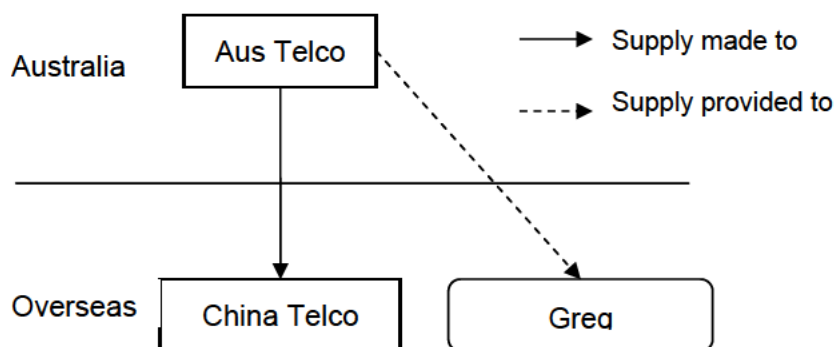 Australia
Aus Telco
Supply made to
Supply provided to
Overseas
China Telco
Greg